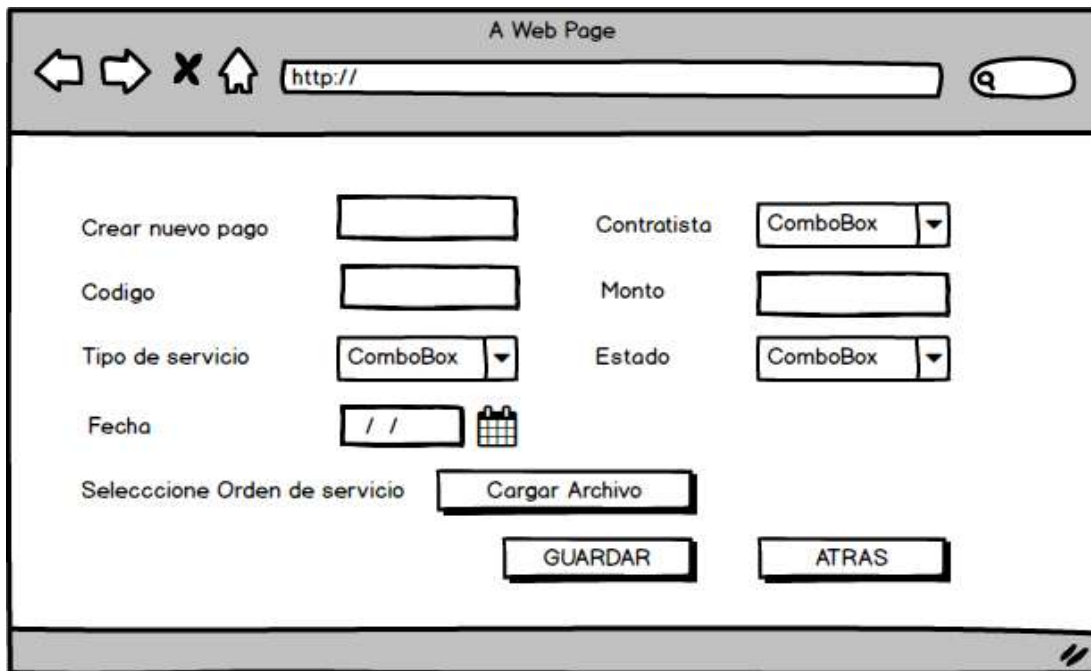 A Web Page
http://
Crear nuevo pago
Contratista
ComboBox
Codigo
Monto
Tipo de servicio
ComboBox
Estado
ComboBox
Fecha
/ /
Selecccione Orden de servicio
Cargar Archivo
GUARDAR
ATRAS